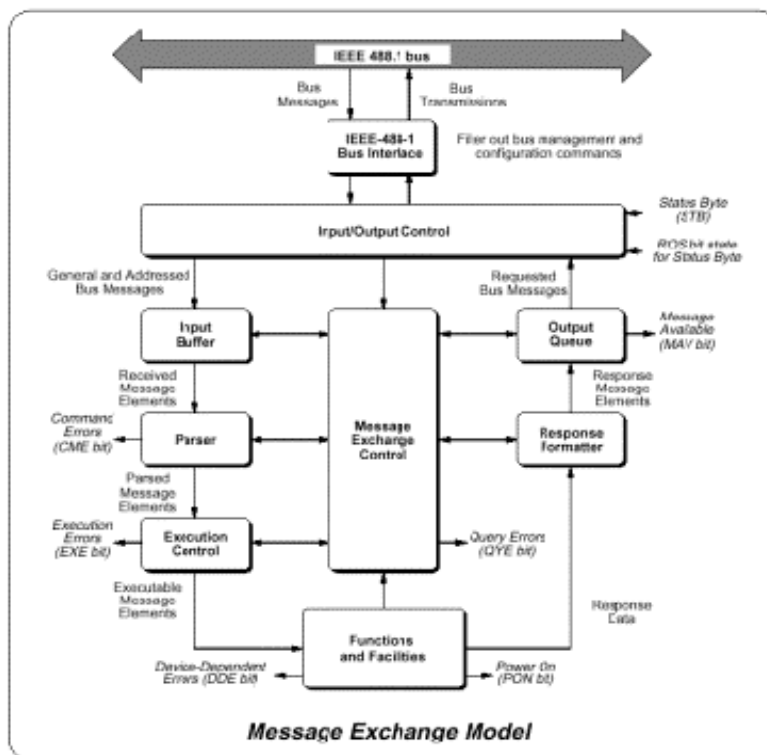 IEEE 488.1 bus
Bus
Messages
Bus
Transmissions
IEEE-488-1
Bus Interface
Filter out bus management and
configuration commands
Input/Output Control
Status Byte
(STB)
RQS bit state
for Status Byte
General and Addressed
Bus Messages
Requested
Bus Messages
Input
Buffer
Output
Queue
Message
Available
(MAV bit)
Received
Message
Elements
Response
Message
Elements
Command
Errors
(CME bit)
Parser
Message
Exchange
Control
Response
Formatter
Parsed
Message
Elements
Execution
Errors
(EXE bit)
Execution
Control
Query Errors
(QYE bit)
Executable
Message
Elements
Response
Data
Functions
and Facilities
Device-Dependent
Errors (DDE bit)
Power On
(PON bit)
Message Exchange Model